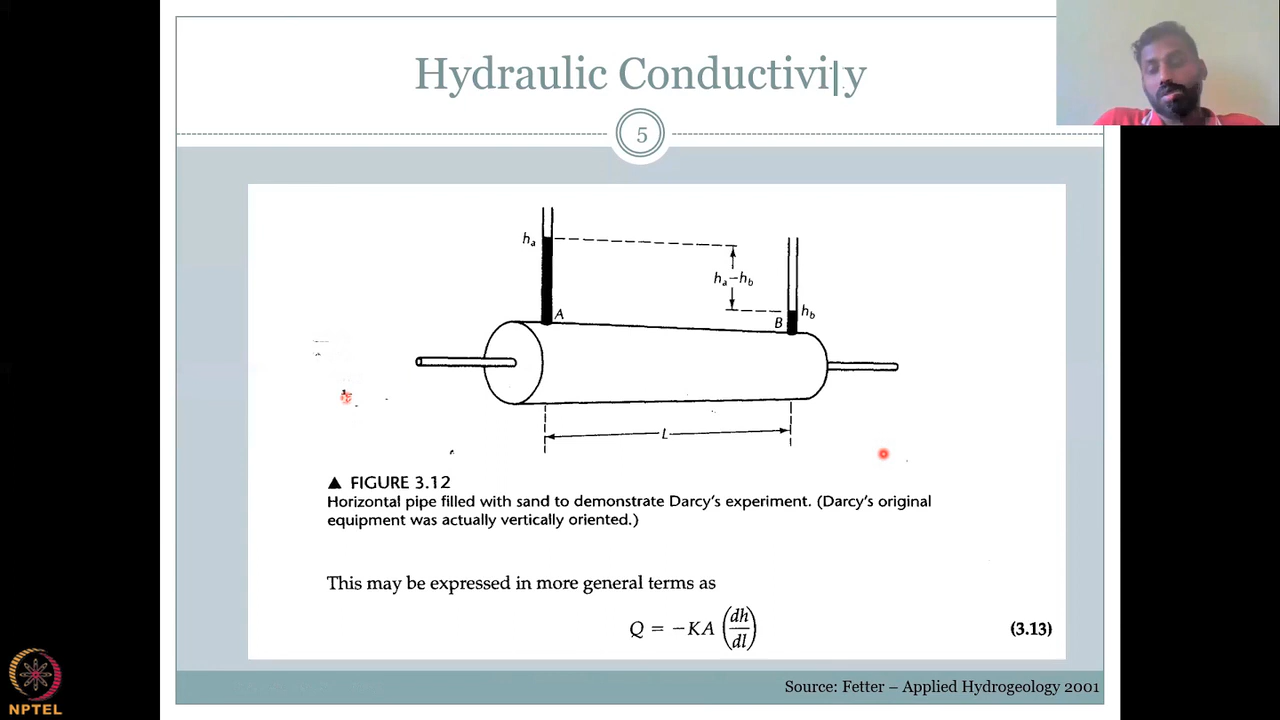 Hydraulic Conductivi|y
5
hₐ
hₐ–h_b
h_b
A
B
L
▲ FIGURE 3.12
Horizontal pipe filled with sand to demonstrate Darcy's experiment. (Darcy's original
equipment was actually vertically oriented.)
This may be expressed in more general terms as
Q = −KA (dh/dl) (3.13)
Source: Fetter – Applied Hydrogeology 2001
NPTEL